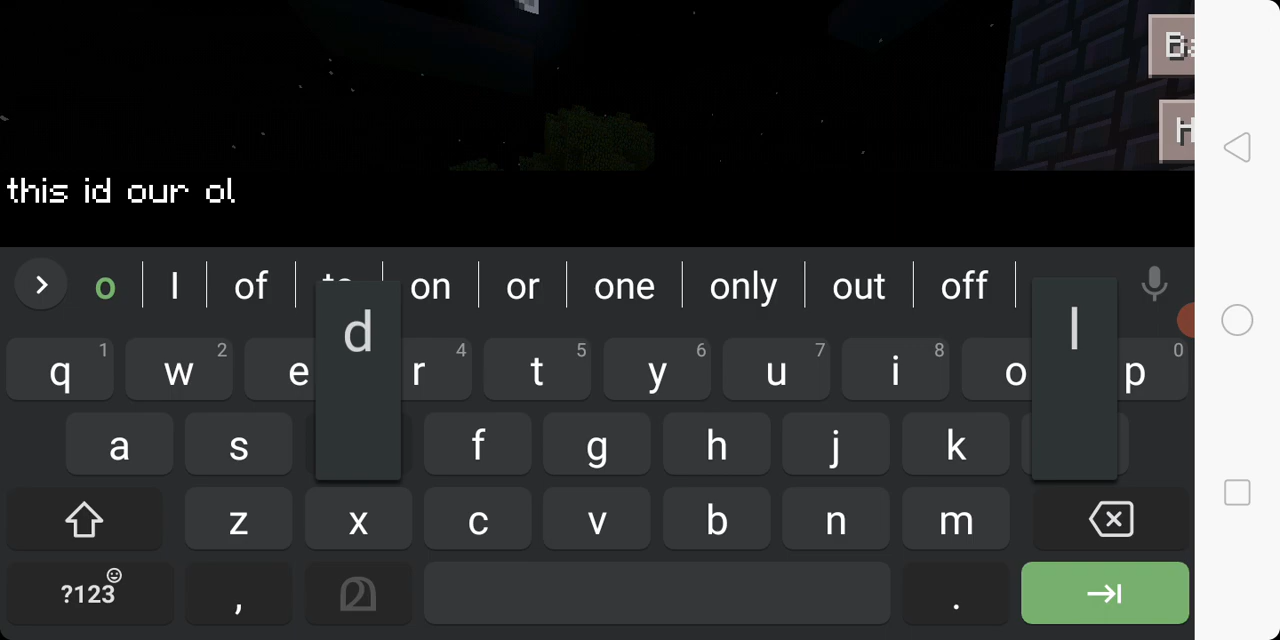 B
H
this id our ol
o l of to on or one only out off
d l
q 1 w 2 e r 4 t 5 y 6 u 7 i 8 o p 0
a s f g h j k
z x c v b n m
?123 , മ .